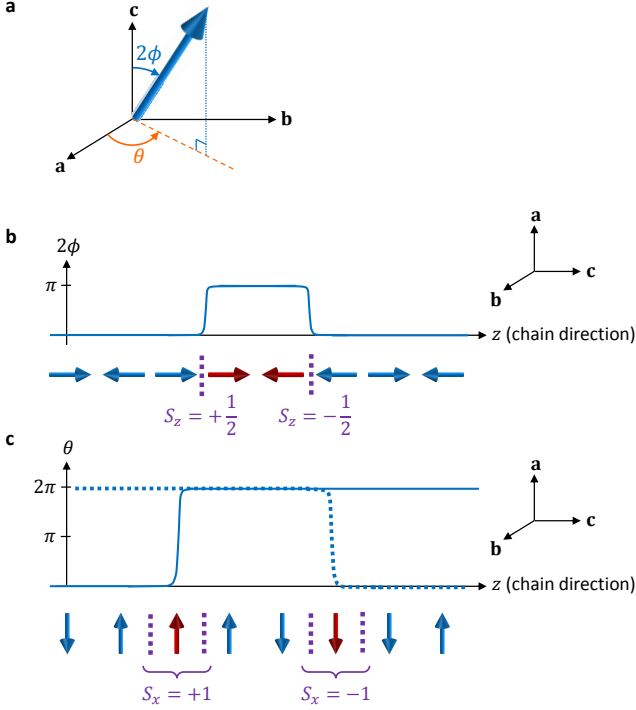 a
c
2ϕ
b
a
θ
b
2ϕ
π
z (chain direction)
a
b
c
S_z = +1/2
S_z = −1/2
c
θ
2π
π
z (chain direction)
a
b
c
S_x = +1
S_x = −1